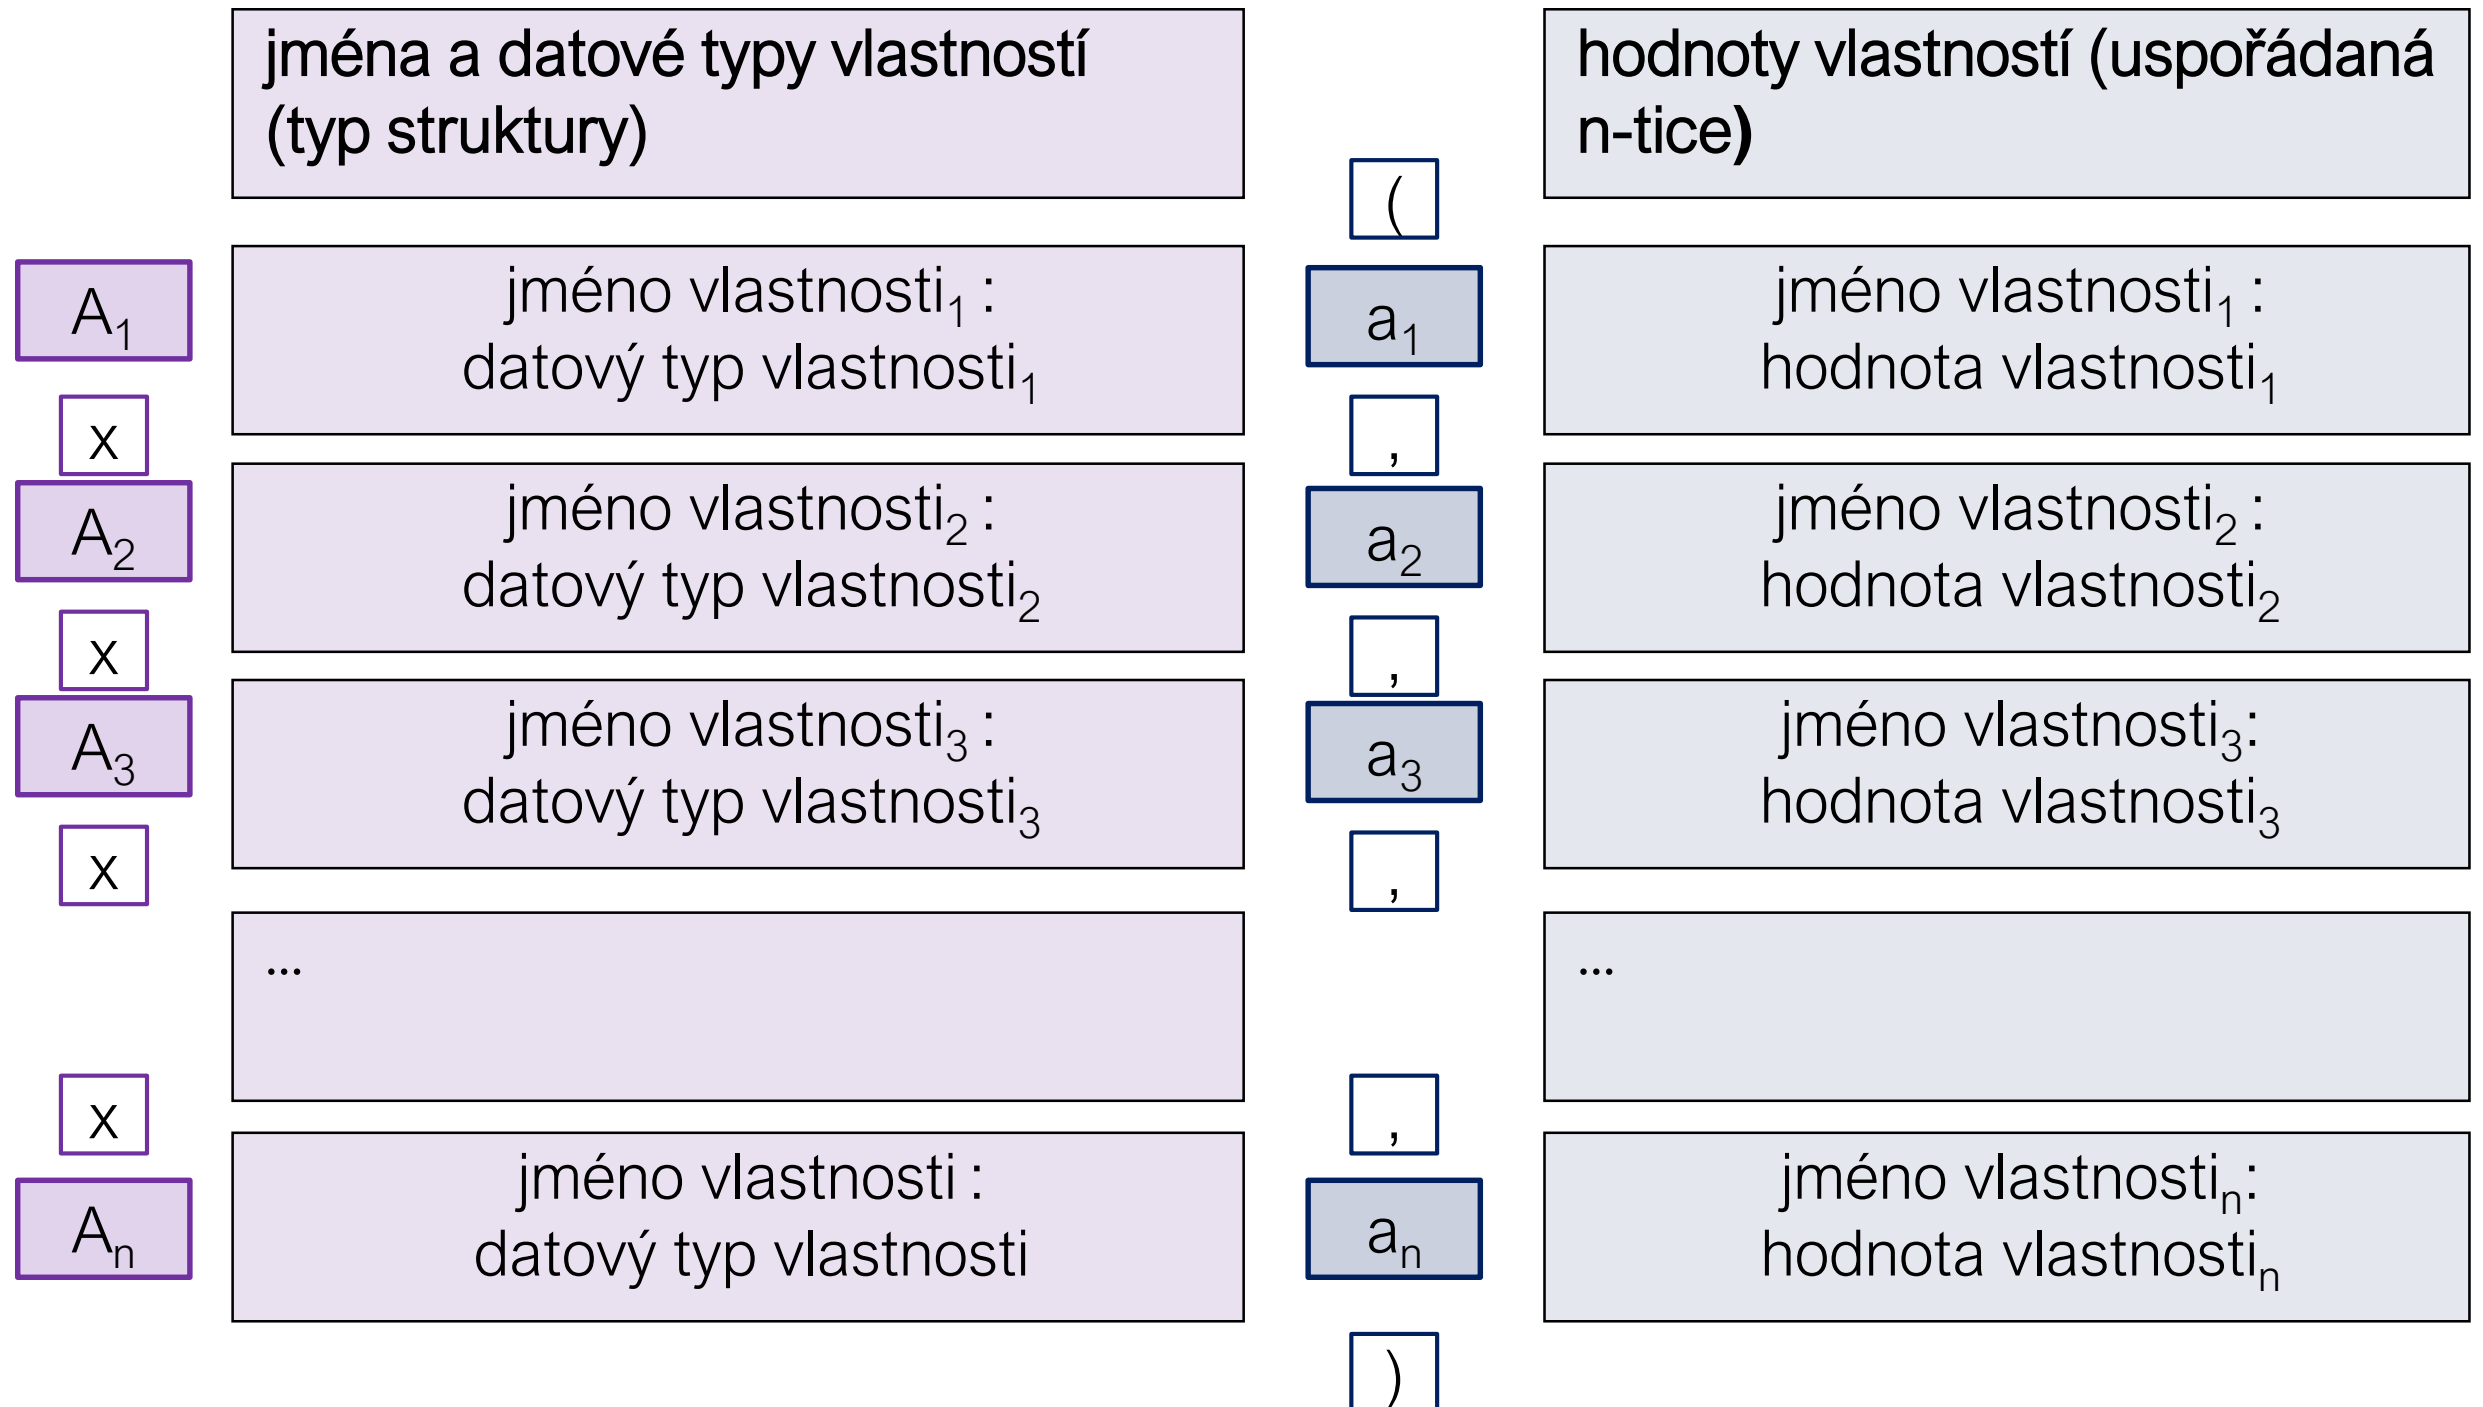 jména a datové typy vlastností
(typ struktury)
hodnoty vlastností (uspořádaná
n-tice)
(
A₁
jméno vlastnosti₁ :
datový typ vlastnosti₁
a₁
jméno vlastnosti₁ :
hodnota vlastnosti₁
x
,
A₂
jméno vlastnosti₂ :
datový typ vlastnosti₂
a₂
jméno vlastnosti₂ :
hodnota vlastnosti₂
x
,
A₃
jméno vlastnosti₃ :
datový typ vlastnosti₃
a₃
jméno vlastnosti₃:
hodnota vlastnosti₃
x
,
...
...
x
,
Aₙ
jméno vlastnosti :
datový typ vlastnosti
aₙ
jméno vlastnostiₙ:
hodnota vlastnostiₙ
)